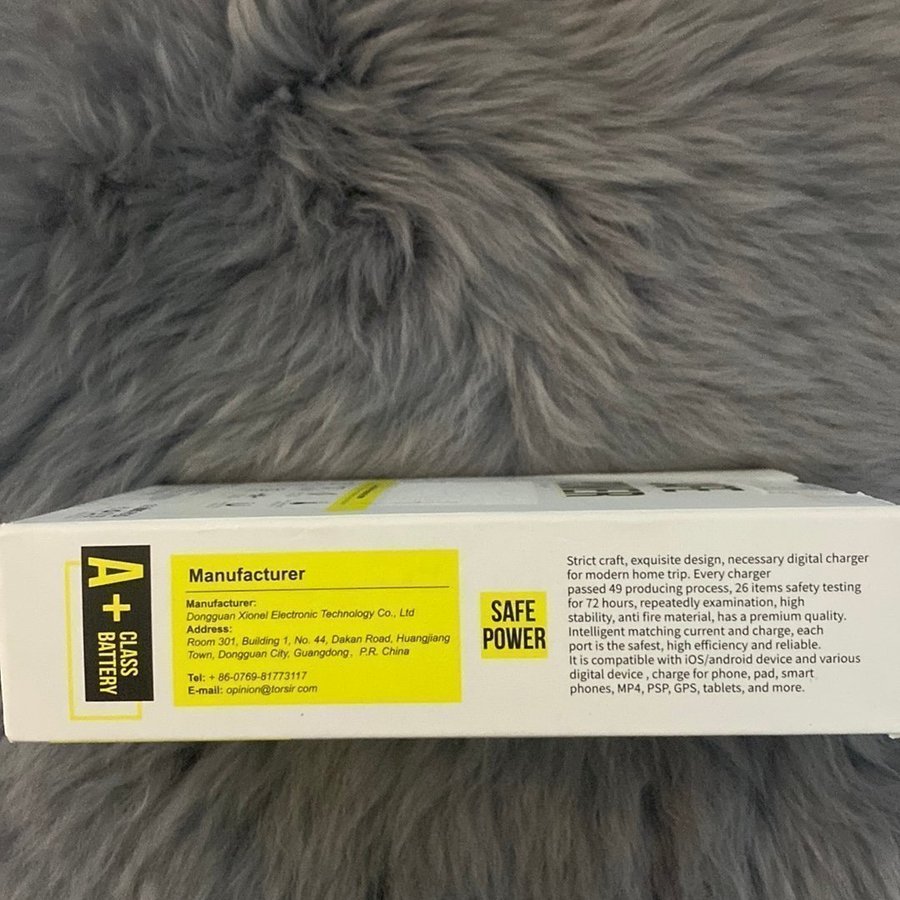 A+
CLASS
BATTERY
Manufacturer
Manufacturer:
Dongguan Xionel Electronic Technology Co., Ltd
Address:
Room 301, Building 1, No. 44, Dakan Road, Huangjiang
Town, Dongguan City, Guangdong, P.R. China
Tel: + 86-0769-81773117
E-mail: opinion@torsir.com
SAFE
POWER
Strict craft, exquisite design, necessary digital charger
for modern home trip. Every charger
passed 49 producing process, 26 items safety testing
for 72 hours, repeatedly examination, high
stability, anti fire material, has a premium quality.
Intelligent matching current and charge, each
port is the safest, high efficiency and reliable.
It is compatible with iOS/android device and various
digital device , charge for phone, pad, smart
phones, MP4, PSP, GPS, tablets, and more.